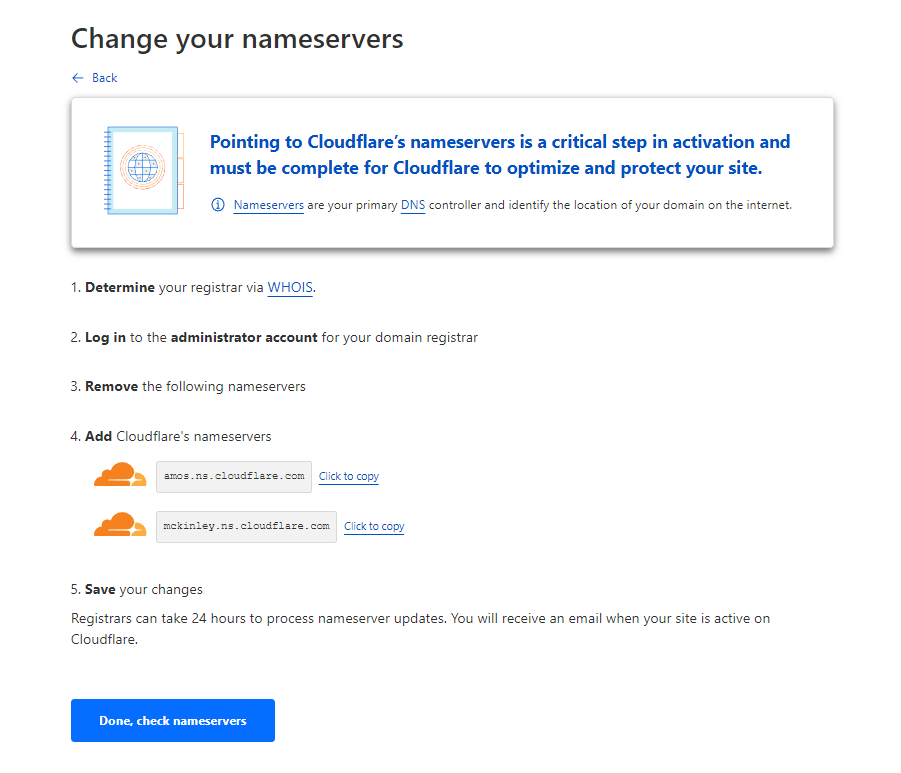 Change your nameservers
Back
Pointing to Cloudflare’s nameservers is a critical step in activation and
must be complete for Cloudflare to optimize and protect your site.
Nameservers are your primary DNS controller and identify the location of your domain on the internet.
1. Determine your registrar via WHOIS.
2. Log in to the administrator account for your domain registrar
3. Remove the following nameservers
4. Add Cloudflare's nameservers
amos.ns.cloudflare.com Click to copy
mckinley.ns.cloudflare.com Click to copy
5. Save your changes
Registrars can take 24 hours to process nameserver updates. You will receive an email when your site is active on
Cloudflare.
Done, check nameservers